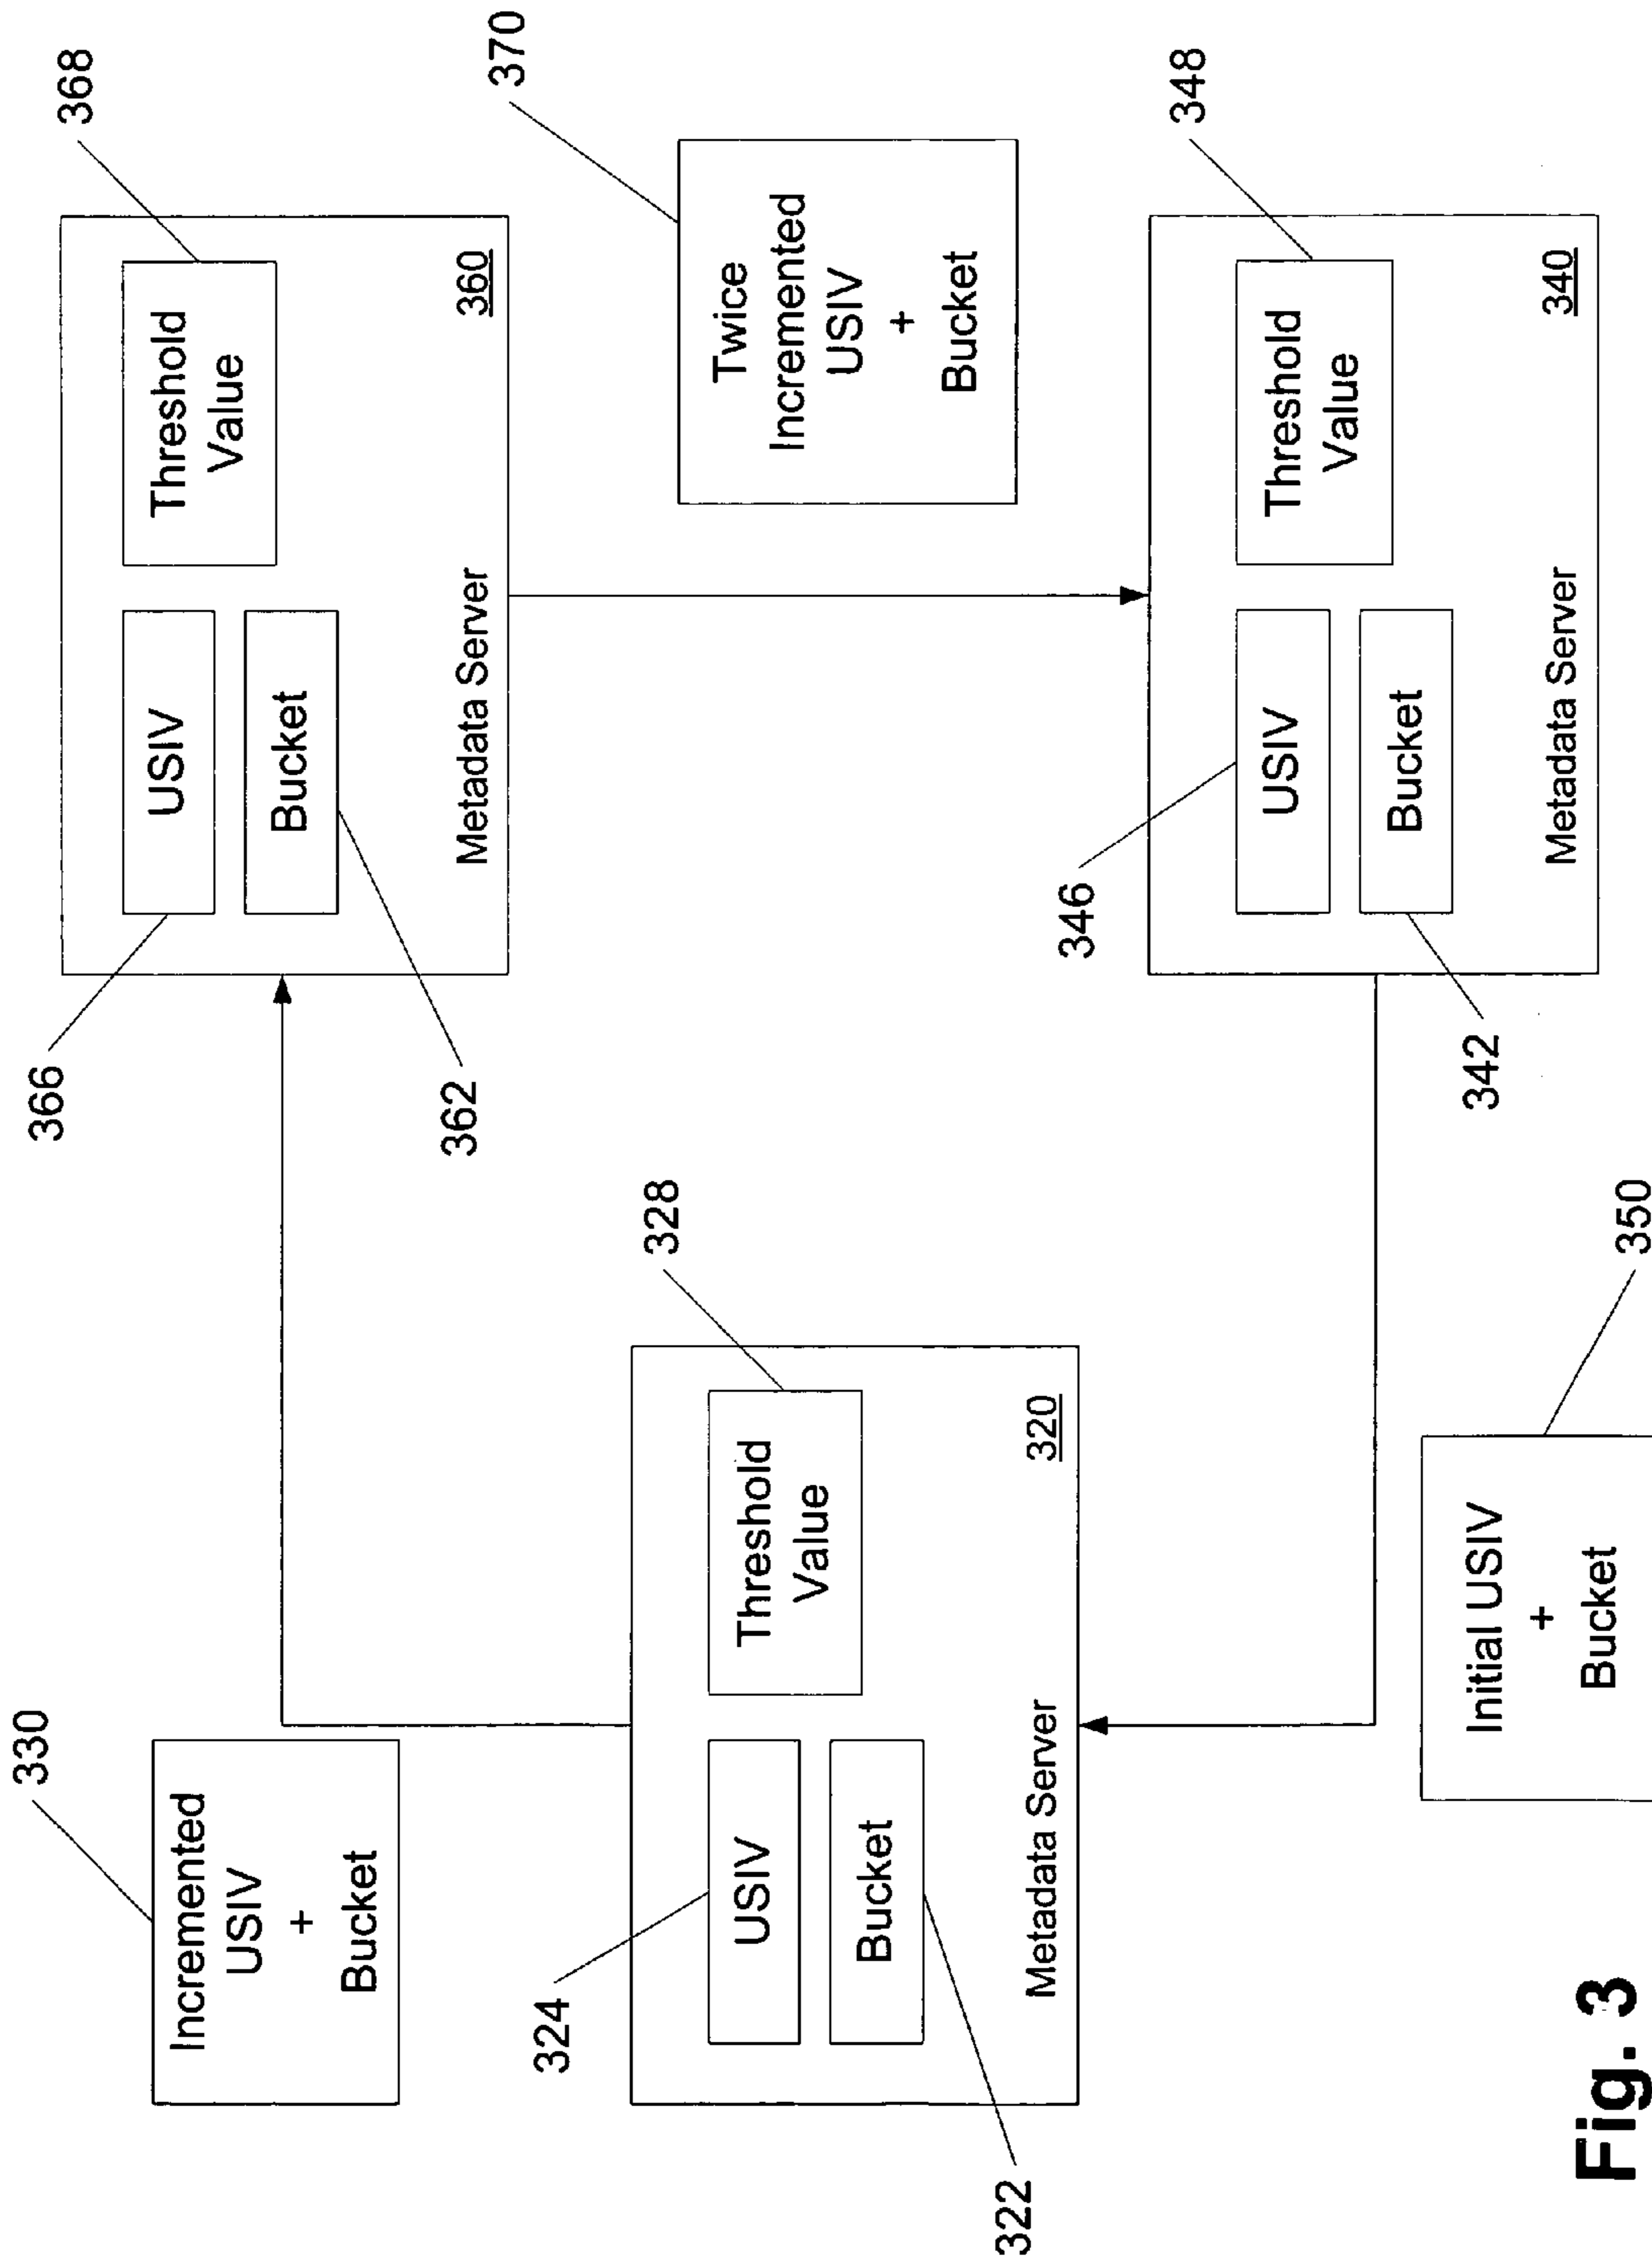 330
Incremented
USIV
+
Bucket
324
USIV
322
Bucket
328
Threshold
Value
Metadata Server
320
366
USIV
362
Bucket
368
Threshold
Value
Metadata Server
360
370
Twice
Incremented
USIV
+
Bucket
346
USIV
342
Bucket
348
Threshold
Value
Metadata Server
340
350
Initial USIV
+
Bucket
Fig. 3